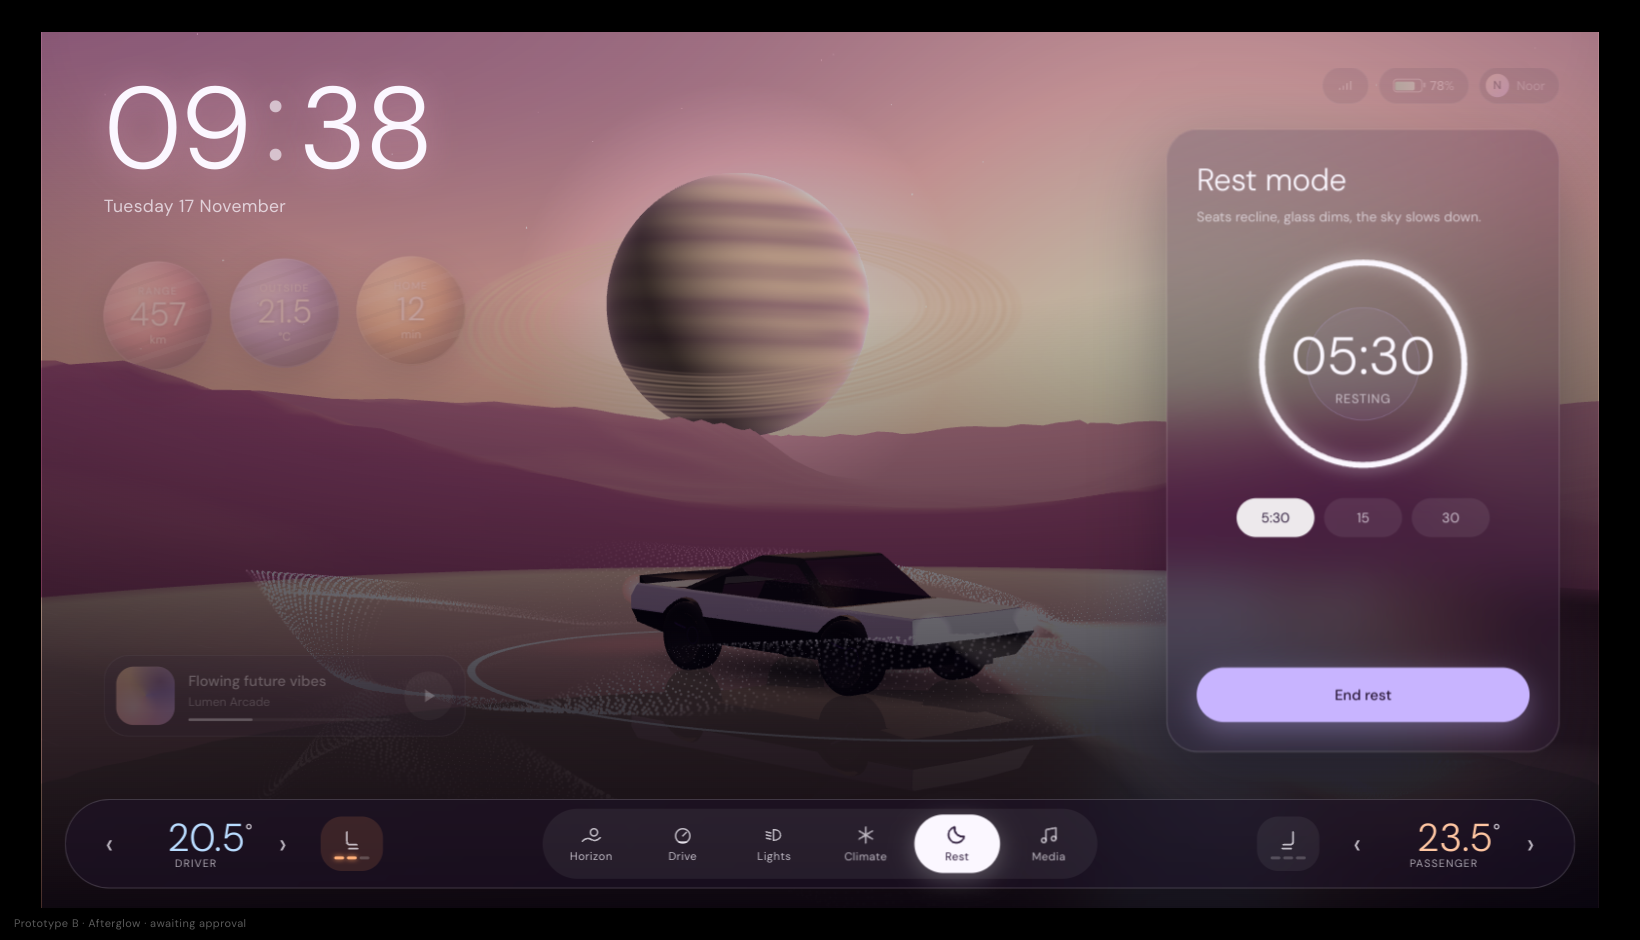 09:38
Tuesday 17 November
78%
N Noor
457
km
21.5
°C
12
min
Rest mode
Seats recline, glass dims, the sky slows down.
05:30
RESTING
5:30 15 30
End rest
Flowing future vibes
Lumen Arcade
20.5°
DRIVER
Horizon Drive Lights Climate Rest Media
23.5°
PASSENGER
Prototype B · Afterglow · awaiting approval